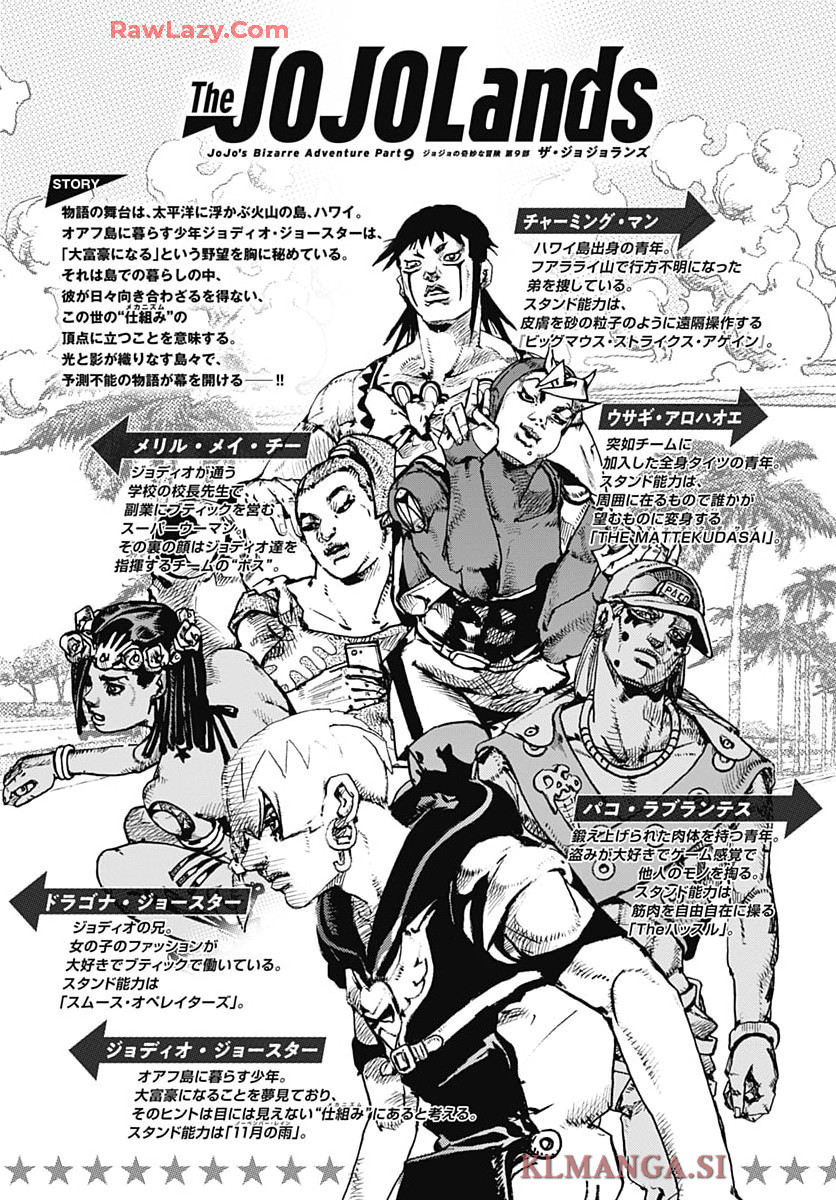 RawLazy.Com
The JOJOLands
JoJo's Bizarre Adventure Part9 ジョジョの奇妙な冒険 第9部 ザ・ジョジョランズ
STORY
物語の舞台は、太平洋に浮かぶ火山の島、ハワイ。
オアフ島に暮らす少年ジョディオ・ジョースターは、
「大富豪になる」という野望を胸に秘めている。
それは島での暮らしの中、
彼が日々向き合わざるを得ない、
メカニズム
この世の“仕組み”の
頂点に立つことを意味する。
光と影が織りなす島々で、
予測不能の物語が幕を開ける──!!
チャーミング・マン
ハワイ島出身の青年。
フアラライ山で行方不明になった
弟を捜している。
スタンド能力は、
皮膚を砂の粒子のように遠隔操作する
『ビッグマウス・ストライクス・アゲイン』。
ウサギ・アロハオエ
突如チームに
加入した全身タイツの青年。
スタンド能力は、
周囲に在るもので誰かが
望むものに変身する
「THE MATTEKUDASAI」。
メリル・メイ・チー
ジョディオが通う
学校の校長先生で、
副業にブティックを営む
スーパーウーマン。
その裏の顔はジョディオ達を
指揮するチームの“ボス”。
PACO
パコ・ラブランテス
鍛え上げられた肉体を持つ青年。
盗みが大好きでゲーム感覚で
他人のモノを掏る。
スタンド能力は
筋肉を自由自在に操る
「Theハッスル」。
ドラゴナ・ジョースター
ジョディオの兄。
女の子のファッションが
大好きでブティックで働いている。
スタンド能力は
「スムース・オペレイターズ」。
ジョディオ・ジョースター
オアフ島に暮らす少年。
大富豪になることを夢見ており、
メカニズム
そのヒントは目には見えない“仕組み”にあると考える。
ノーベンバー・レイン
スタンド能力は「11月の雨」。
KLMANGA.SI